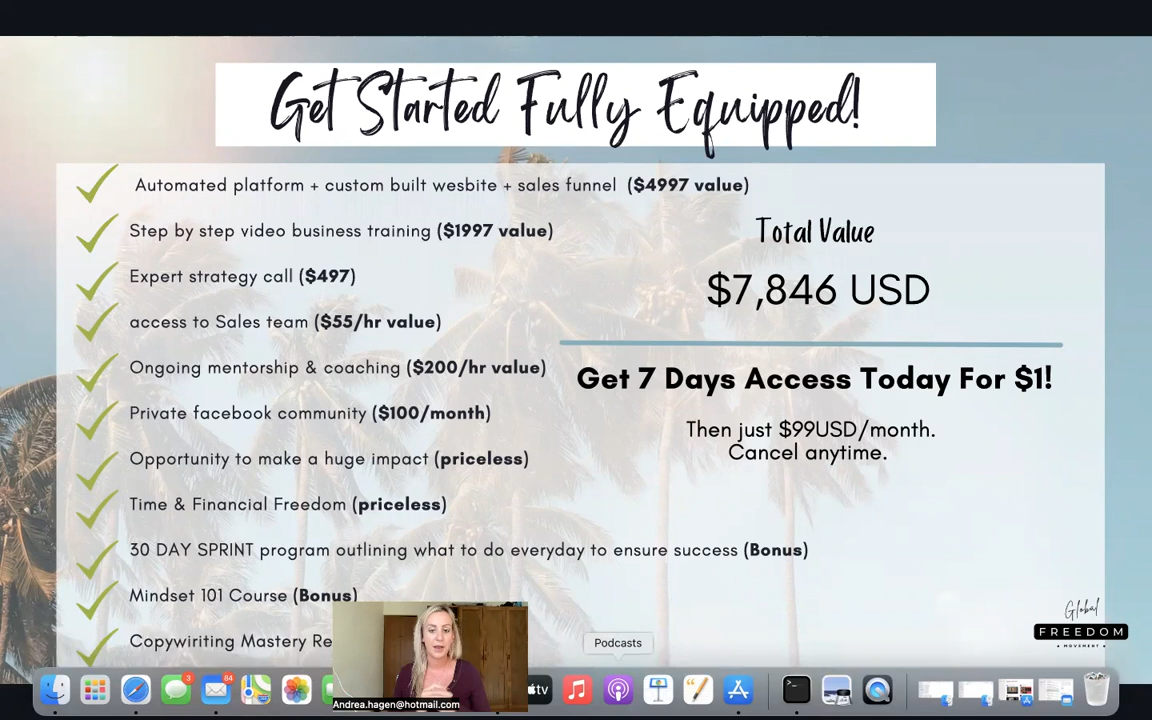 Get Started Fully Equipped!
Automated platform + custom built wesbite + sales funnel ($4997 value)
Step by step video business training ($1997 value)
Expert strategy call ($497)
access to Sales team ($55/hr value)
Ongoing mentorship & coaching ($200/hr value)
Private facebook community ($100/month)
Opportunity to make a huge impact (priceless)
Time & Financial Freedom (priceless)
30 DAY SPRINT program outlining what to do everyday to ensure success (Bonus)
Mindset 101 Course (Bonus)
Copywiriting Mastery Re
Total Value
$7,846 USD
Get 7 Days Access Today For $1!
Then just $99USD/month.
Cancel anytime.
Global
FREEDOM
• MOVEMENT •
Podcasts
3
84
tv
Andrea.hagen@hotmail.com